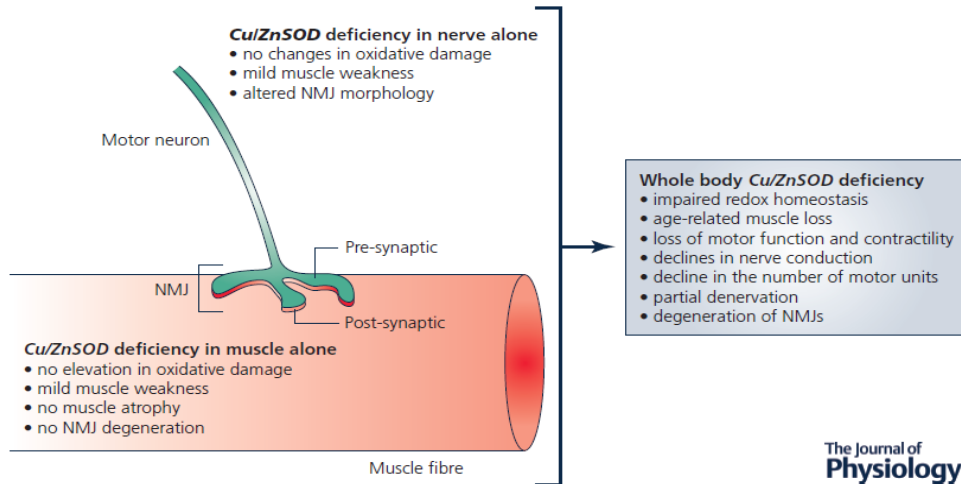 Cu/ZnSOD deficiency in nerve alone
• no changes in oxidative damage
• mild muscle weakness
• altered NMJ morphology
Motor neuron
Pre-synaptic
NMJ
Post-synaptic
Cu/ZnSOD deficiency in muscle alone
• no elevation in oxidative damage
• mild muscle weakness
• no muscle atrophy
• no NMJ degeneration
Muscle fibre
Whole body Cu/ZnSOD deficiency
• impaired redox homeostasis
• age-related muscle loss
• loss of motor function and contractility
• declines in nerve conduction
• decline in the number of motor units
• partial denervation
• degeneration of NMJs
The Journal of
Physiology